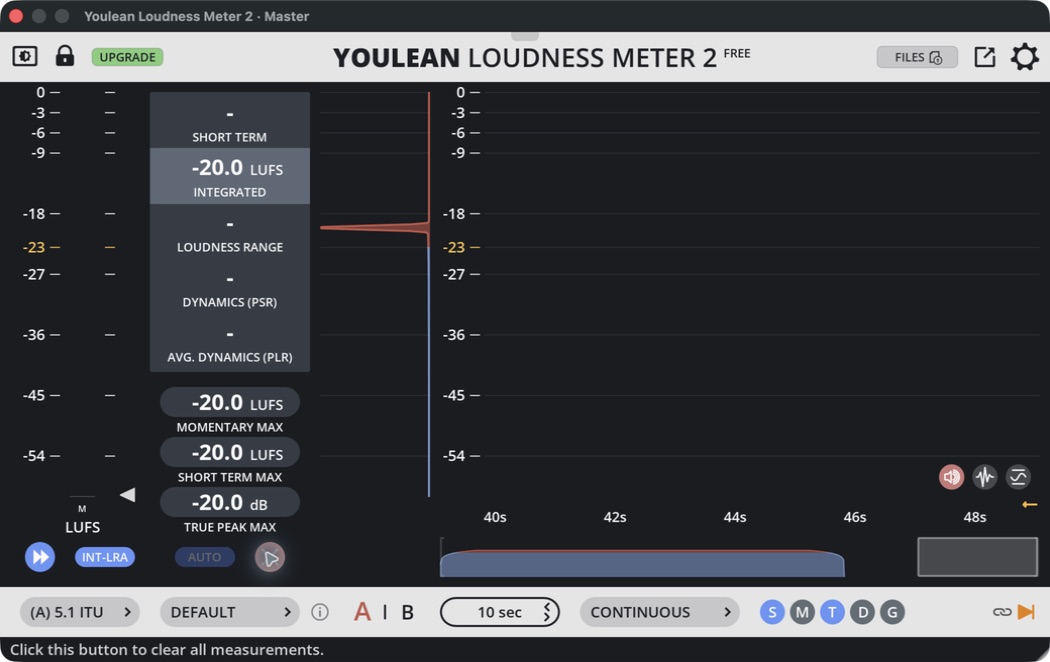 Youlean Loudness Meter 2 · Master
UPGRADE
YOULEAN LOUDNESS METER 2 FREE
FILES
0
-3
-6
-9
-18
-23
-27
-36
-45
-54
M
LUFS
-
SHORT TERM
-20.0 LUFS
INTEGRATED
-
LOUDNESS RANGE
-
DYNAMICS (PSR)
-
AVG. DYNAMICS (PLR)
-20.0 LUFS
MOMENTARY MAX
-20.0 LUFS
SHORT TERM MAX
-20.0 dB
TRUE PEAK MAX
0
-3
-6
-9
-18
-23
-27
-36
-45
-54
40s 42s 44s 46s 48s
INT-LRA AUTO
(A) 5.1 ITU DEFAULT A | B 10 sec CONTINUOUS S M T D G
Click this button to clear all measurements.